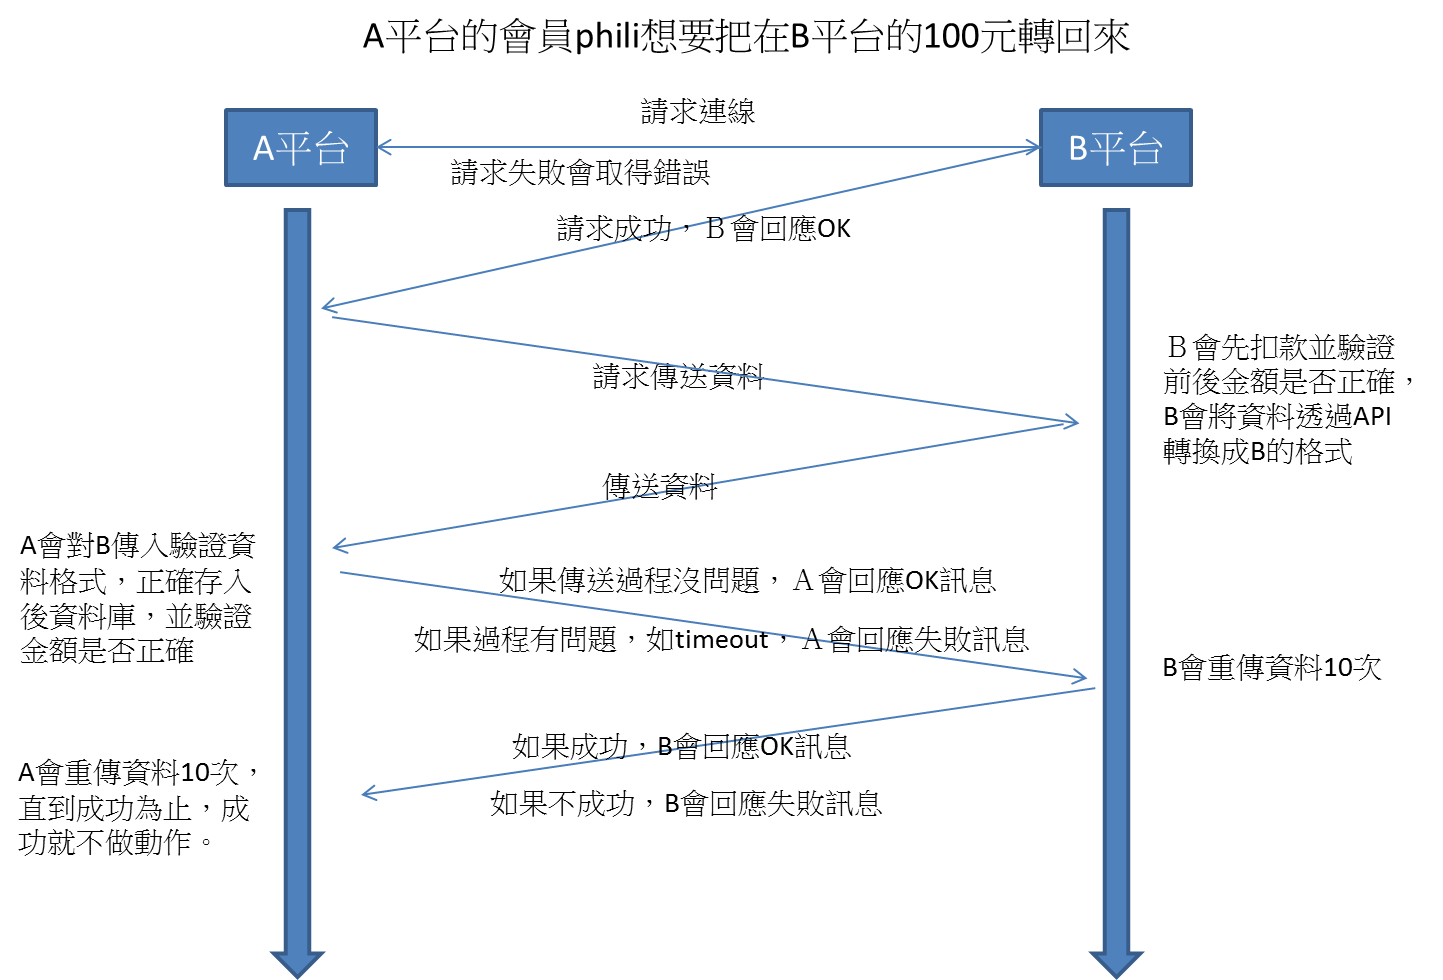 A平台的會員phili想要把在B平台的100元轉回來
請求連線
A平台
B平台
請求失敗會取得錯誤
請求成功，Ｂ會回應OK
請求傳送資料
Ｂ會先扣款並驗證
前後金額是否正確，
B會將資料透過API
轉換成B的格式
傳送資料
A會對B傳入驗證資
料格式，正確存入
後資料庫，並驗證
金額是否正確
如果傳送過程沒問題，Ａ會回應OK訊息
如果過程有問題，如timeout，Ａ會回應失敗訊息
B會重傳資料10次
如果成功，B會回應OK訊息
如果不成功，B會回應失敗訊息
A會重傳資料10次，
直到成功為止，成
功就不做動作。